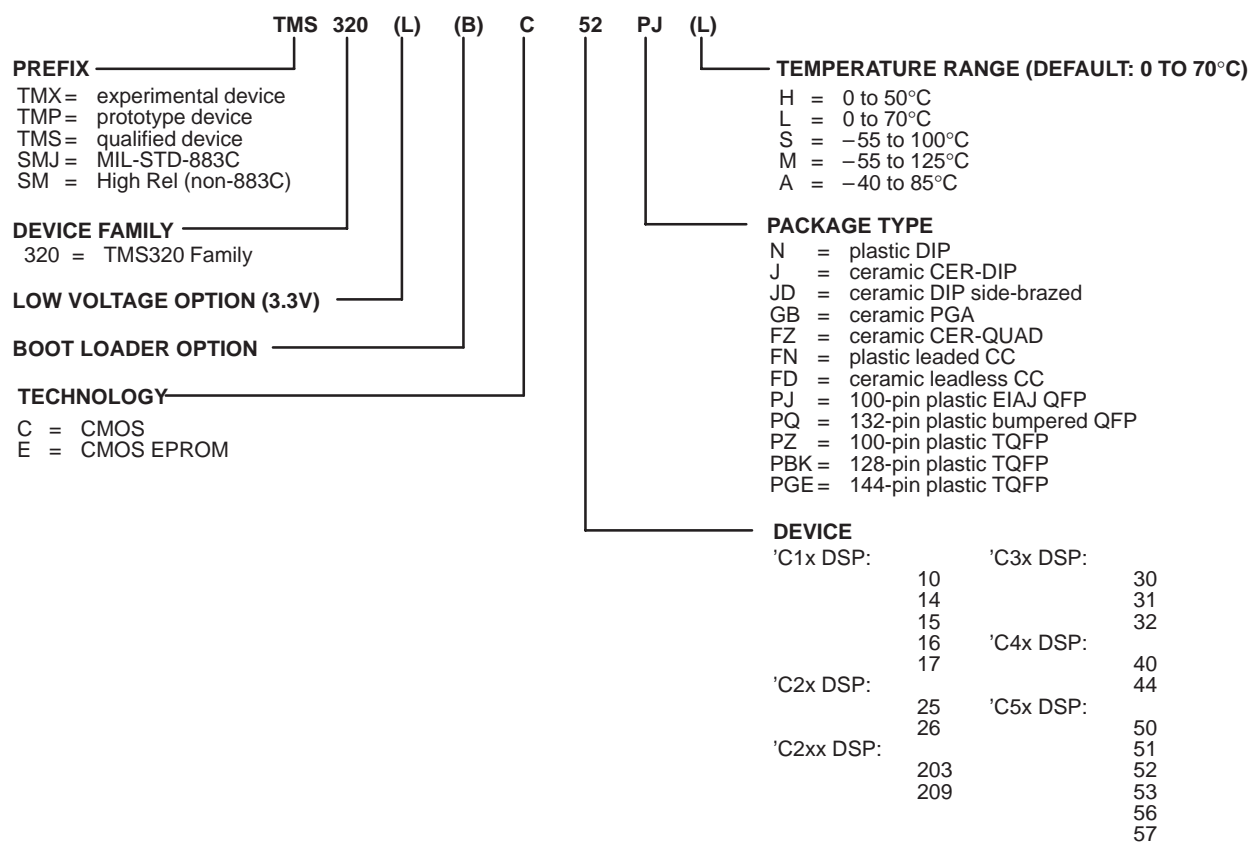 TMS 320 (L) (B) C 52 PJ (L)
PREFIX
TMX = experimental device
TMP = prototype device
TMS = qualified device
SMJ = MIL-STD-883C
SM = High Rel (non-883C)
DEVICE FAMILY
320 = TMS320 Family
LOW VOLTAGE OPTION (3.3V)
BOOT LOADER OPTION
TECHNOLOGY
C = CMOS
E = CMOS EPROM
TEMPERATURE RANGE (DEFAULT: 0 TO 70°C)
H = 0 to 50°C
L = 0 to 70°C
S = –55 to 100°C
M = –55 to 125°C
A = –40 to 85°C
PACKAGE TYPE
N = plastic DIP
J = ceramic CER-DIP
JD = ceramic DIP side-brazed
GB = ceramic PGA
FZ = ceramic CER-QUAD
FN = plastic leaded CC
FD = ceramic leadless CC
PJ = 100-pin plastic EIAJ QFP
PQ = 132-pin plastic bumpered QFP
PZ = 100-pin plastic TQFP
PBK = 128-pin plastic TQFP
PGE = 144-pin plastic TQFP
DEVICE
’C1x DSP:
10
14
15
16
17
’C2x DSP:
25
26
’C2xx DSP:
203
209
’C3x DSP:
30
31
32
’C4x DSP:
40
44
’C5x DSP:
50
51
52
53
56
57